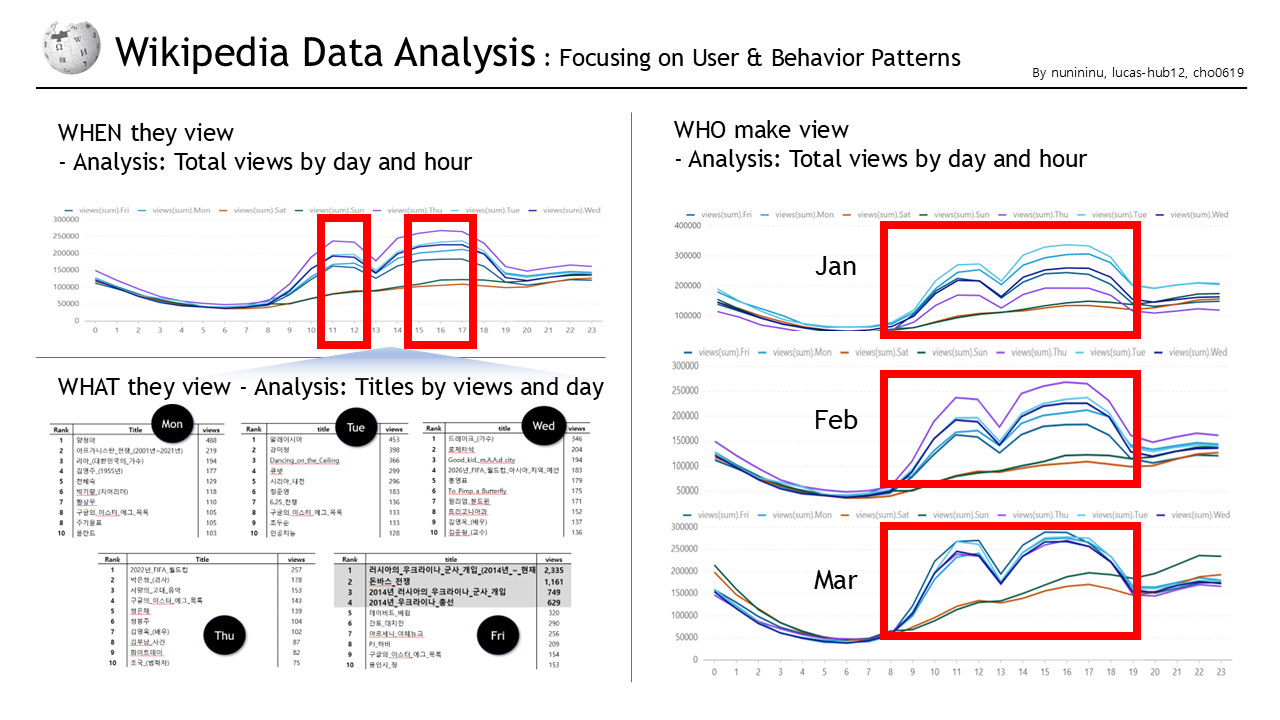 Wikipedia Data Analysis : Focusing on User & Behavior Patterns
By nunininu, lucas-hub12, cho0619
WHEN they view
- Analysis: Total views by day and hour
views(sum).Fri views(sum).Mon views(sum).Sat views(sum).Sun views(sum).Thu views(sum).Tue views(sum).Wed
300000
250000
200000
150000
100000
50000
0
0 1 2 3 4 5 6 7 8 9 10 11 12 13 14 15 16 17 18 19 20 21 22 23
WHAT they view - Analysis: Titles by views and day
Mon
Rank Title views
1 양정아 488
2 아프가니스탄_전쟁_(2001년~2021년) 219
3 리아_(대한민국의_가수) 194
4 김명주_(1955년) 177
5 전혜숙 129
6 박기량_(치어리더) 118
7 황상무 110
8 구글의_이스터_에그_목록 105
9 주기율표 105
10 폴란드 103
Tue
Rank title views
1 말레이시아 453
2 강미정 398
3 Dancing_on_the_Ceiling 366
4 큐브 299
5 시리아_내전 296
6 정준영 183
7 6.25_전쟁 136
8 구글의_이스터_에그_목록 133
9 조두순 133
10 인공지능 128
Wed
Rank title views
1 드레이크_(가수) 346
2 로제타석 204
3 Good_kid,_m.A.A.d_city 194
4 2026년_FIFA_월드컵_아시아_지역_예선 183
5 류영표 179
6 To_Pimp_a_Butterfly 175
7 171
8 트리고니아과 152
9 김영옥_(배우) 137
10 김준형_(교수) 136
Rank Title views
1 2022년_FIFA_월드컵 257
2 박은정_(검사) 178
3 서양의_고대_음악 153
4 구글의_이스터_에그_목록 143
5 정은채 139
6 정봉주 104
7 김영옥_(배우) 102
8 김부남_사건 87
9 화이트데이 82
10 조국_(법학자) 75
Thu
Rank title views
1 러시아의_우크라이나_군사_개입_(2014년_~_현재 2,335
2 돈바스_전쟁 1,161
3 2014년_러시아의_우크라이나_군사_개입 749
4 2014년_우크라이나_총선 629
5 데이비드_베컴 320
6 간토_대지진 290
7 256
8 PJ_하비 209
9 구글의_이스터_에그_목록 154
10 용인시_정 153
Fri
WHO make view
- Analysis: Total views by day and hour
views(sum).Fri views(sum).Mon views(sum).Sat views(sum).Sun views(sum).Thu views(sum).Tue views(sum).Wed
400000
300000
200000
100000
Jan
views(sum).Fri views(sum).Mon views(sum).Sat views(sum).Sun views(sum).Thu views(sum).Tue views(sum).Wed
300000
250000
200000
150000
100000
50000
Feb
views(sum).Fri views(sum).Mon views(sum).Sat views(sum).Sun views(sum).Thu views(sum).Tue views(sum).Wed
300000
250000
200000
150000
100000
50000
0
Mar
0 1 2 3 4 5 6 7 8 9 10 11 12 13 14 15 16 17 18 19 20 21 22 23